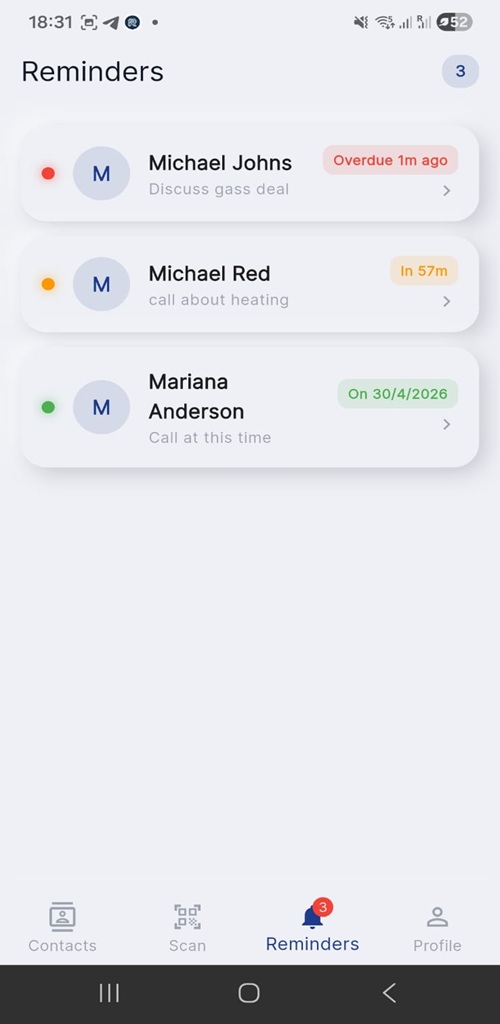 18:31
52
Reminders
3
Michael Johns
Overdue 1m ago
M
Discuss gass deal
Michael Red
In 57m
M
call about heating
Mariana
Anderson
On 30/4/2026
M
Call at this time
3
Contacts
Scan
Reminders
Profile